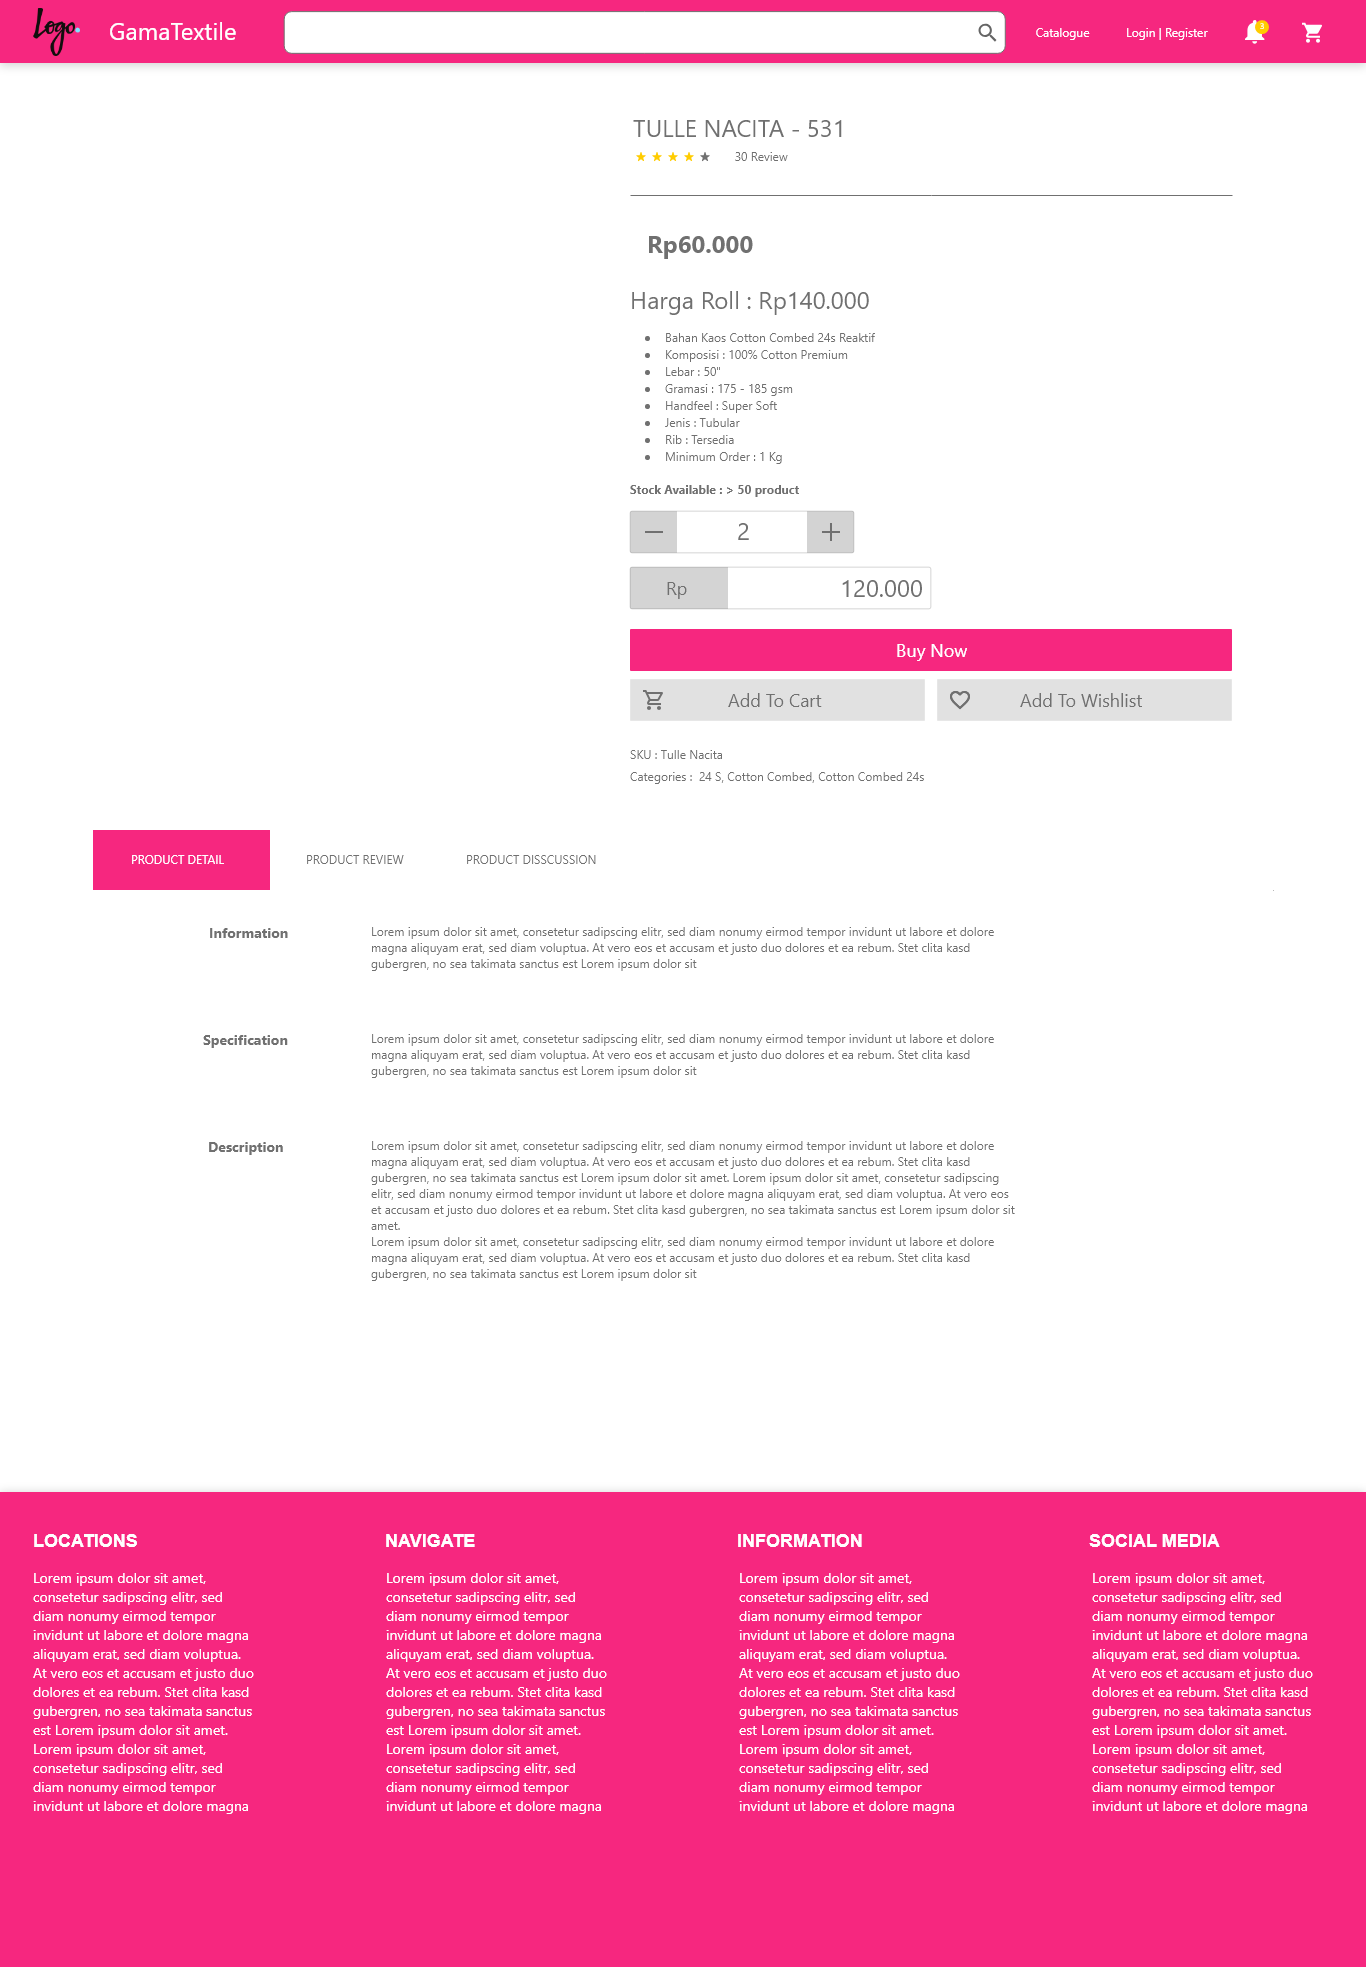 Logo.
GamaTextile
Catalogue
Login | Register
3
TULLE NACITA - 531
30 Review
Rp60.000
Harga Roll : Rp140.000
Bahan Kaos Cotton Combed 24s Reaktif
Komposisi : 100% Cotton Premium
Lebar : 50"
Gramasi : 175 - 185 gsm
Handfeel : Super Soft
Jenis : Tubular
Rib : Tersedia
Minimum Order : 1 Kg
Stock Available : > 50 product
2
Rp 120.000
Buy Now
Add To Cart
Add To Wishlist
SKU : Tulle Nacita
Categories : 24 S, Cotton Combed, Cotton Combed 24s
PRODUCT DETAIL
PRODUCT REVIEW
PRODUCT DISSCUSSION
Information
Lorem ipsum dolor sit amet, consetetur sadipscing elitr, sed diam nonumy eirmod tempor invidunt ut labore et dolore
magna aliquyam erat, sed diam voluptua. At vero eos et accusam et justo duo dolores et ea rebum. Stet clita kasd
gubergren, no sea takimata sanctus est Lorem ipsum dolor sit
Specification
Lorem ipsum dolor sit amet, consetetur sadipscing elitr, sed diam nonumy eirmod tempor invidunt ut labore et dolore
magna aliquyam erat, sed diam voluptua. At vero eos et accusam et justo duo dolores et ea rebum. Stet clita kasd
gubergren, no sea takimata sanctus est Lorem ipsum dolor sit
Description
Lorem ipsum dolor sit amet, consetetur sadipscing elitr, sed diam nonumy eirmod tempor invidunt ut labore et dolore
magna aliquyam erat, sed diam voluptua. At vero eos et accusam et justo duo dolores et ea rebum. Stet clita kasd
gubergren, no sea takimata sanctus est Lorem ipsum dolor sit amet. Lorem ipsum dolor sit amet, consetetur sadipscing
elitr, sed diam nonumy eirmod tempor invidunt ut labore et dolore magna aliquyam erat, sed diam voluptua. At vero eos
et accusam et justo duo dolores et ea rebum. Stet clita kasd gubergren, no sea takimata sanctus est Lorem ipsum dolor sit
amet.
Lorem ipsum dolor sit amet, consetetur sadipscing elitr, sed diam nonumy eirmod tempor invidunt ut labore et dolore
magna aliquyam erat, sed diam voluptua. At vero eos et accusam et justo duo dolores et ea rebum. Stet clita kasd
gubergren, no sea takimata sanctus est Lorem ipsum dolor sit
LOCATIONS
Lorem ipsum dolor sit amet,
consetetur sadipscing elitr, sed
diam nonumy eirmod tempor
invidunt ut labore et dolore magna
aliquyam erat, sed diam voluptua.
At vero eos et accusam et justo duo
dolores et ea rebum. Stet clita kasd
gubergren, no sea takimata sanctus
est Lorem ipsum dolor sit amet.
Lorem ipsum dolor sit amet,
consetetur sadipscing elitr, sed
diam nonumy eirmod tempor
invidunt ut labore et dolore magna
NAVIGATE
Lorem ipsum dolor sit amet,
consetetur sadipscing elitr, sed
diam nonumy eirmod tempor
invidunt ut labore et dolore magna
aliquyam erat, sed diam voluptua.
At vero eos et accusam et justo duo
dolores et ea rebum. Stet clita kasd
gubergren, no sea takimata sanctus
est Lorem ipsum dolor sit amet.
Lorem ipsum dolor sit amet,
consetetur sadipscing elitr, sed
diam nonumy eirmod tempor
invidunt ut labore et dolore magna
INFORMATION
Lorem ipsum dolor sit amet,
consetetur sadipscing elitr, sed
diam nonumy eirmod tempor
invidunt ut labore et dolore magna
aliquyam erat, sed diam voluptua.
At vero eos et accusam et justo duo
dolores et ea rebum. Stet clita kasd
gubergren, no sea takimata sanctus
est Lorem ipsum dolor sit amet.
Lorem ipsum dolor sit amet,
consetetur sadipscing elitr, sed
diam nonumy eirmod tempor
invidunt ut labore et dolore magna
SOCIAL MEDIA
Lorem ipsum dolor sit amet,
consetetur sadipscing elitr, sed
diam nonumy eirmod tempor
invidunt ut labore et dolore magna
aliquyam erat, sed diam voluptua.
At vero eos et accusam et justo duo
dolores et ea rebum. Stet clita kasd
gubergren, no sea takimata sanctus
est Lorem ipsum dolor sit amet.
Lorem ipsum dolor sit amet,
consetetur sadipscing elitr, sed
diam nonumy eirmod tempor
invidunt ut labore et dolore magna